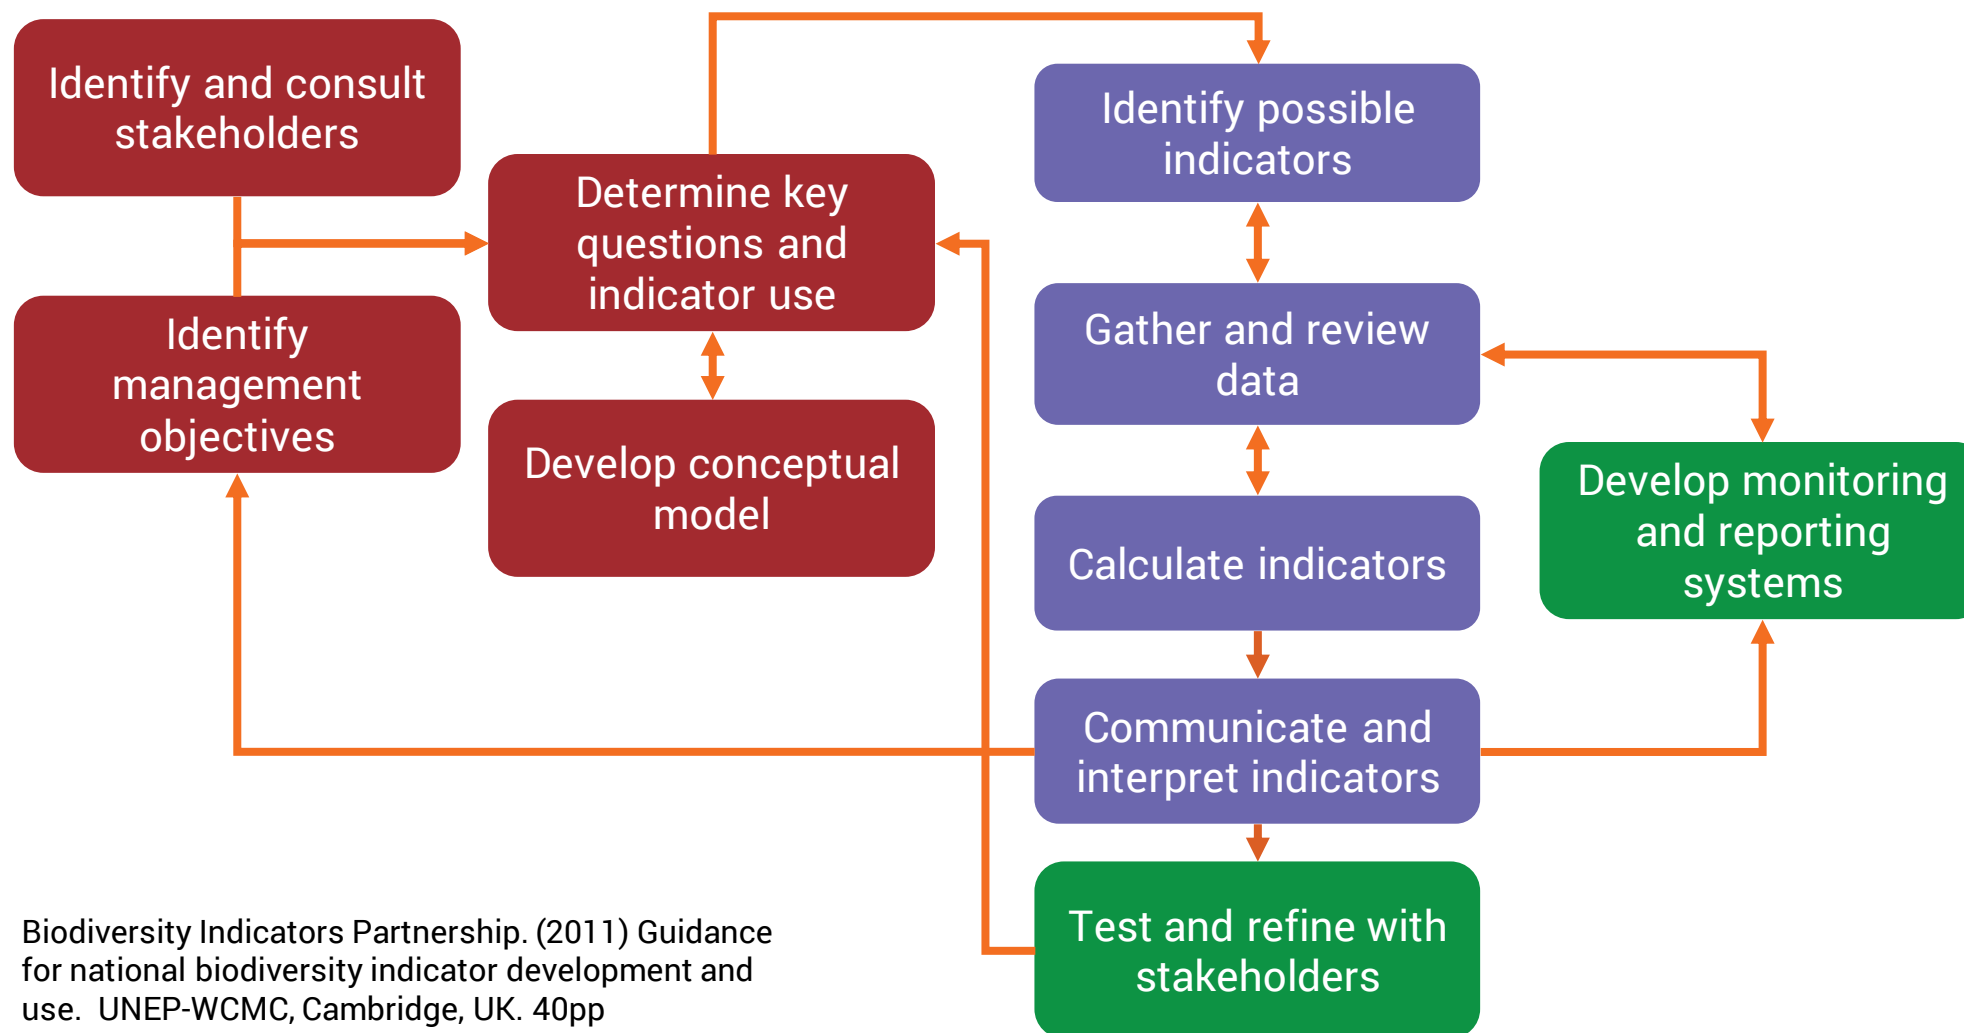 Identify and consult
stakeholders
Identify
management
objectives
Determine key
questions and
indicator use
Develop conceptual
model
Identify possible
indicators
Gather and review
data
Calculate indicators
Communicate and
interpret indicators
Test and refine with
stakeholders
Develop monitoring
and reporting
systems
Biodiversity Indicators Partnership. (2011) Guidance
for national biodiversity indicator development and
use.  UNEP-WCMC, Cambridge, UK. 40pp